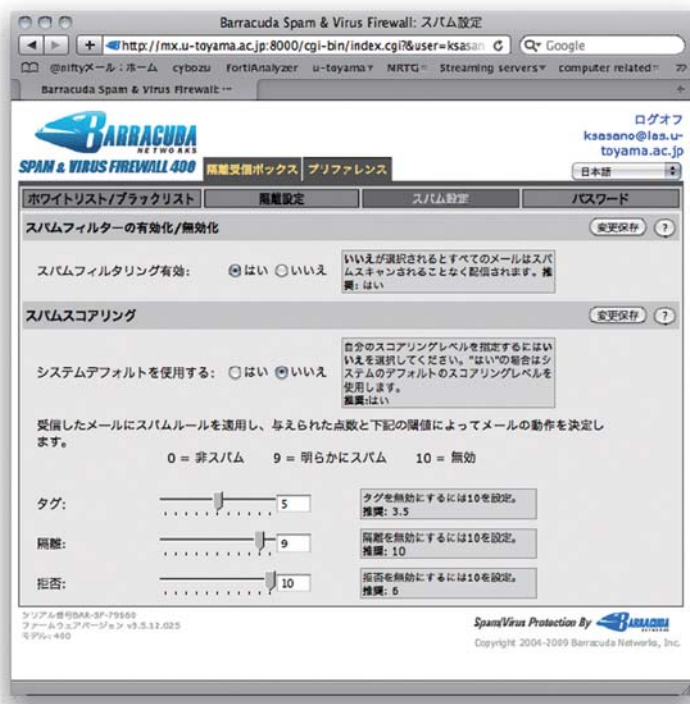 Barracuda Spam & Virus Firewall: スパム設定
http://mx.u-toyama.ac.jp:8000/cgi-bin/index.cgi?&user=ksasan
Google
@niftyメール:ホーム cybozu FortiAnalyzer u-toyama NRTG Streaming servers computer related
Barracuda Spam & Virus Firewall: …
BARRACUDA
NETWORKS
SPAM & VIRUS FIREWALL 400
隔離受信ボックス プリファレンス
ログオフ
ksasano@las.u-
toyama.ac.jp
日本語
ホワイトリスト/ブラックリスト 隔離設定 スパム設定 パスワード
スパムフィルターの有効化/無効化 変更保存 ?
スパムフィルタリング有効: はい いいえ
いいえが選択されるとすべてのメールはスパ
ムスキャンされることなく配信されます。推
奨: はい
スパムスコアリング 変更保存 ?
システムデフォルトを使用する: はい いいえ
自分のスコアリングレベルを指定するにはい
いえを選択してください。"はい"の場合はシ
ステムのデフォルトのスコアリングレベルを
使用します。
推奨:はい
受信したメールにスパムルールを適用し、与えられた点数と下記の閾値によってメールの動作を決定し
ます。
0 = 非スパム 9 = 明らかにスパム 10 = 無効
タグ: 5
タグを無効にするには10を設定。
推奨: 3.5
隔離: 9
隔離を無効にするには10を設定。
推奨: 10
拒否: 10
拒否を無効にするには10を設定。
推奨: 6
シリアル番号BAR-SF-79560
ファームウェアバージョン v3.5.12.025
モデル: 400
Spam/Virus Protection By BARRACUDA NETWORKS
Copyright 2004-2009 Barracuda Networks, Inc.